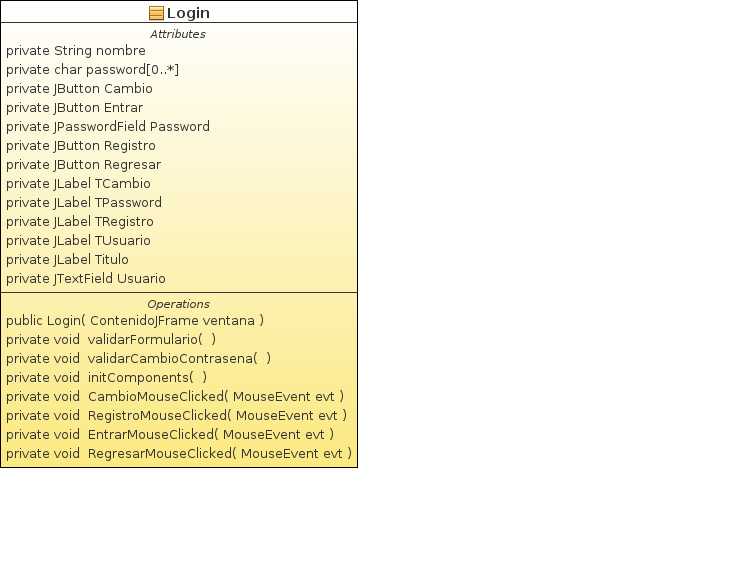 Login
Attributes
private String nombre
private char password[0..*]
private JButton Cambio
private JButton Entrar
private JPasswordField Password
private JButton Registro
private JButton Regresar
private JLabel TCambio
private JLabel TPassword
private JLabel TRegistro
private JLabel TUsuario
private JLabel Titulo
private JTextField Usuario
Operations
public Login( ContenidoJFrame ventana )
private void  validarFormulario(  )
private void  validarCambioContrasena(  )
private void  initComponents(  )
private void  CambioMouseClicked( MouseEvent evt )
private void  RegistroMouseClicked( MouseEvent evt )
private void  EntrarMouseClicked( MouseEvent evt )
private void  RegresarMouseClicked( MouseEvent evt )